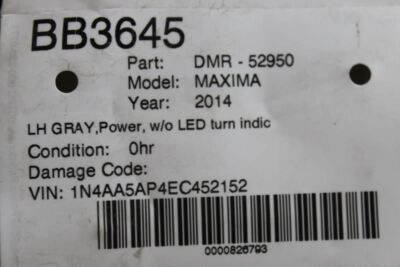 BB3645
Part: DMR - 52950
Model: MAXIMA
Year: 2014
LH GRAY,Power, w/o LED turn indic
Condition: 0hr
Damage Code:
VIN: 1N4AA5AP4EC452152
0000826793